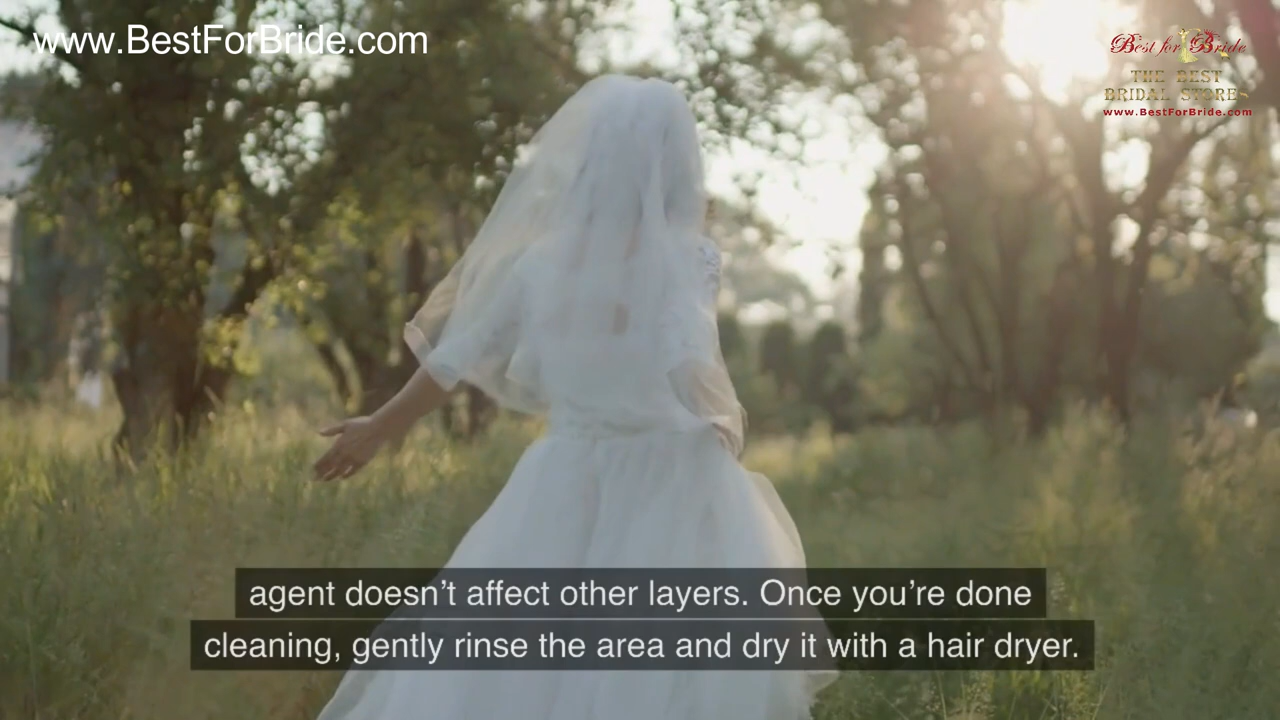 www.BestForBride.com
Best for Bride
THE BEST
BRIDAL STORES
www.BestForBride.com
agent doesn’t affect other layers. Once you’re done
cleaning, gently rinse the area and dry it with a hair dryer.